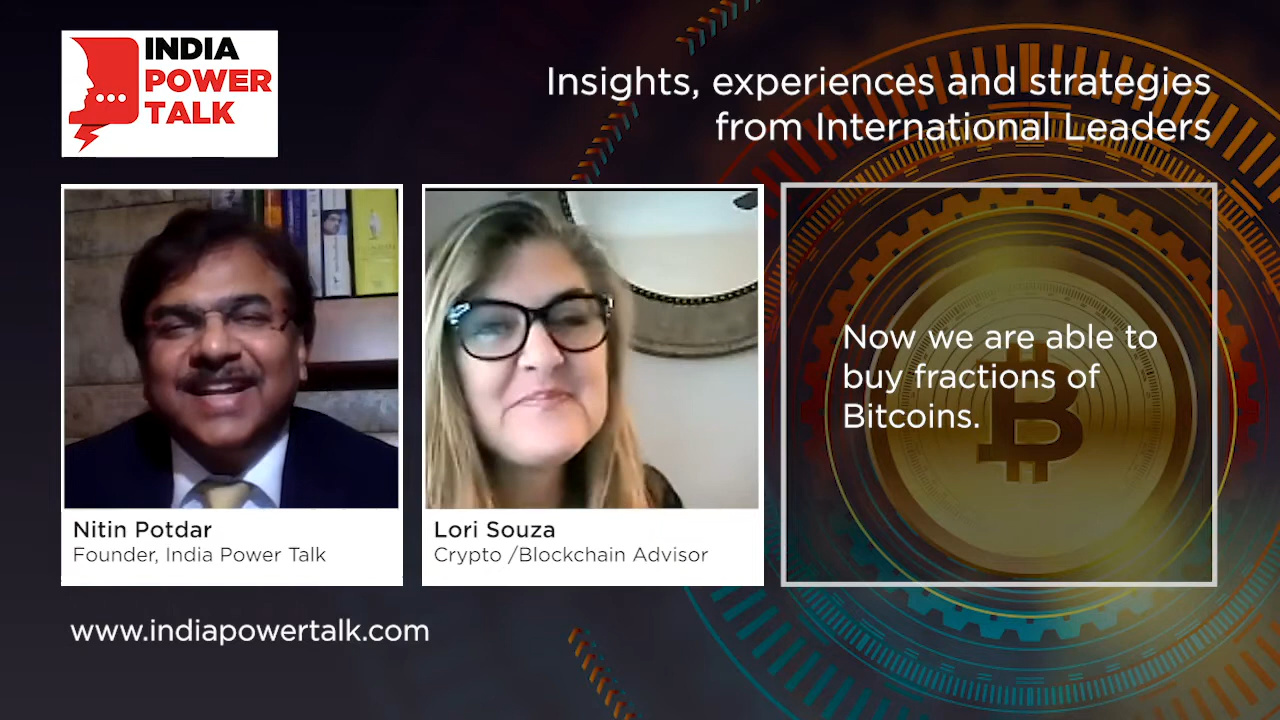 INDIA
POWER
TALK
Insights, experiences and strategies
from International Leaders
Now we are able to
buy fractions of
Bitcoins.
Nitin Potdar
Founder, India Power Talk
Lori Souza
Crypto /Blockchain Advisor
www.indiapowertalk.com